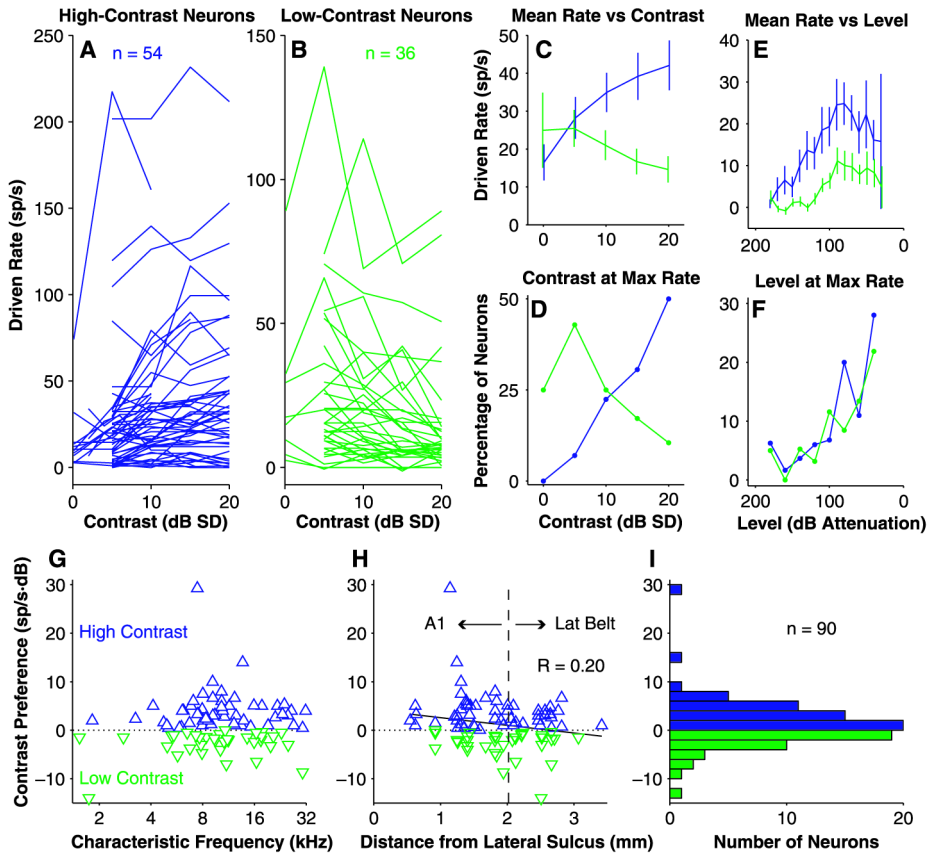 High-Contrast Neurons
Low-Contrast Neurons
Mean Rate vs Contrast
Mean Rate vs Level
A
n = 54
B
n = 36
C
E
Driven Rate (sp/s)
250
200
150
100
50
0
0
10
20
Contrast (dB SD)
150
100
50
0
0
10
20
Contrast (dB SD)
Driven Rate (sp/s)
50
40
30
20
10
0
0
10
20
40
30
20
10
0
200
100
0
Contrast at Max Rate
Level at Max Rate
D
F
Percentage of Neurons
50
25
0
0
10
20
Contrast (dB SD)
30
20
10
0
200
100
0
Level (dB Attenuation)
G
H
I
Contrast Preference (sp/s·dB)
30
20
10
0
−10
High Contrast
Low Contrast
2
4
8
16
32
Characteristic Frequency (kHz)
30
20
10
0
−10
A1
Lat Belt
R = 0.20
0
1
2
3
Distance from Lateral Sulcus (mm)
30
20
10
0
−10
n = 90
0
10
20
Number of Neurons